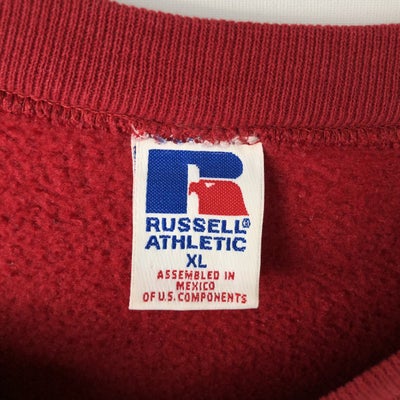 RUSSELL®
ATHLETIC
XL
ASSEMBLED IN
MEXICO
OF U.S. COMPONENTS